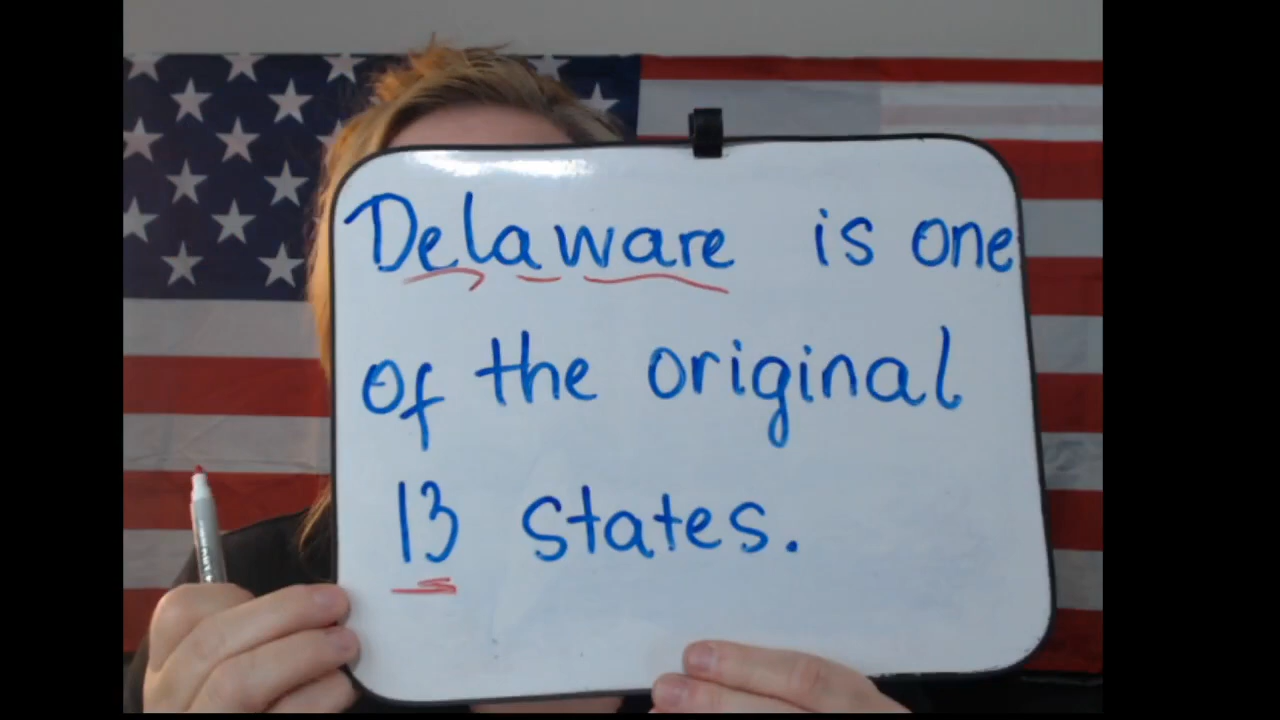 Delaware is one
of the original
13 states.